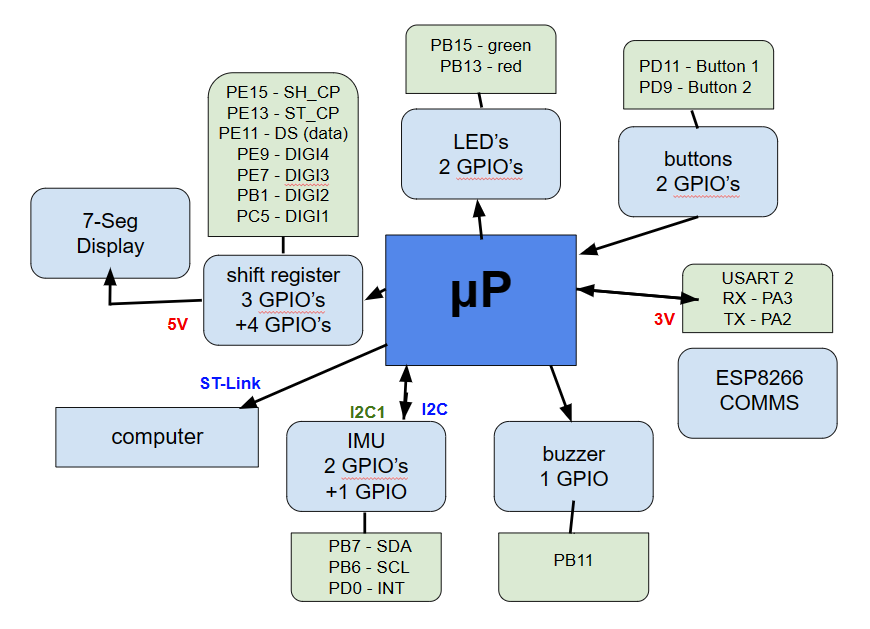 PB15 - green
PB13 - red
PD11 - Button 1
PD9 - Button 2
PE15 - SH_CP
PE13 - ST_CP
PE11 - DS (data)
PE9 - DIGI4
PE7 - DIGI3
PB1 - DIGI2
PC5 - DIGI1
LED's
2 GPIO's
buttons
2 GPIO's
7-Seg
Display
shift register
3 GPIO's
+4 GPIO's
µP
USART 2
RX - PA3
TX - PA2
5V
3V
ST-Link
I2C1
I2C
ESP8266
COMMS
computer
IMU
2 GPIO's
+1 GPIO
buzzer
1 GPIO
PB7 - SDA
PB6 - SCL
PD0 - INT
PB11